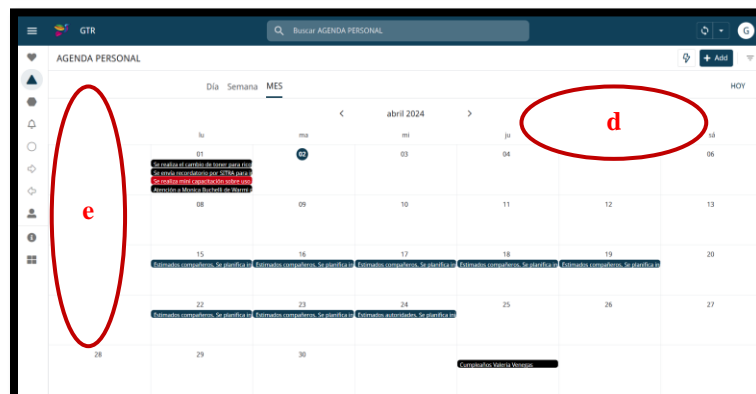 GTR
Buscar AGENDA PERSONAL
G
AGENDA PERSONAL
+ Add
Día Semana MES
HOY
abril 2024
d
lu ma mi ju sá
01 02 03 04 06
Se realiza el cambio de toner para rico
Se envía recordatorio por SITRA para
Se realiza mini capacitación sobre uso
Atención a Monica Buchelli de Warmi
e
08 09 10 11 12 13
15 16 17 18 19 20
Estimados compañeros, Se planifica in Estimados compañeros, Se planifica in Estimados compañeros, Se planifica in Estimados compañeros, Se planifica in Estimados compañeros, Se planifica in
22 23 24 25 26 27
Estimados compañeros, Se planifica in Estimados compañeros, Se planifica in Estimados autoridades, Se planifica in
28 29 30
Cumpleaños Valeria Venegas